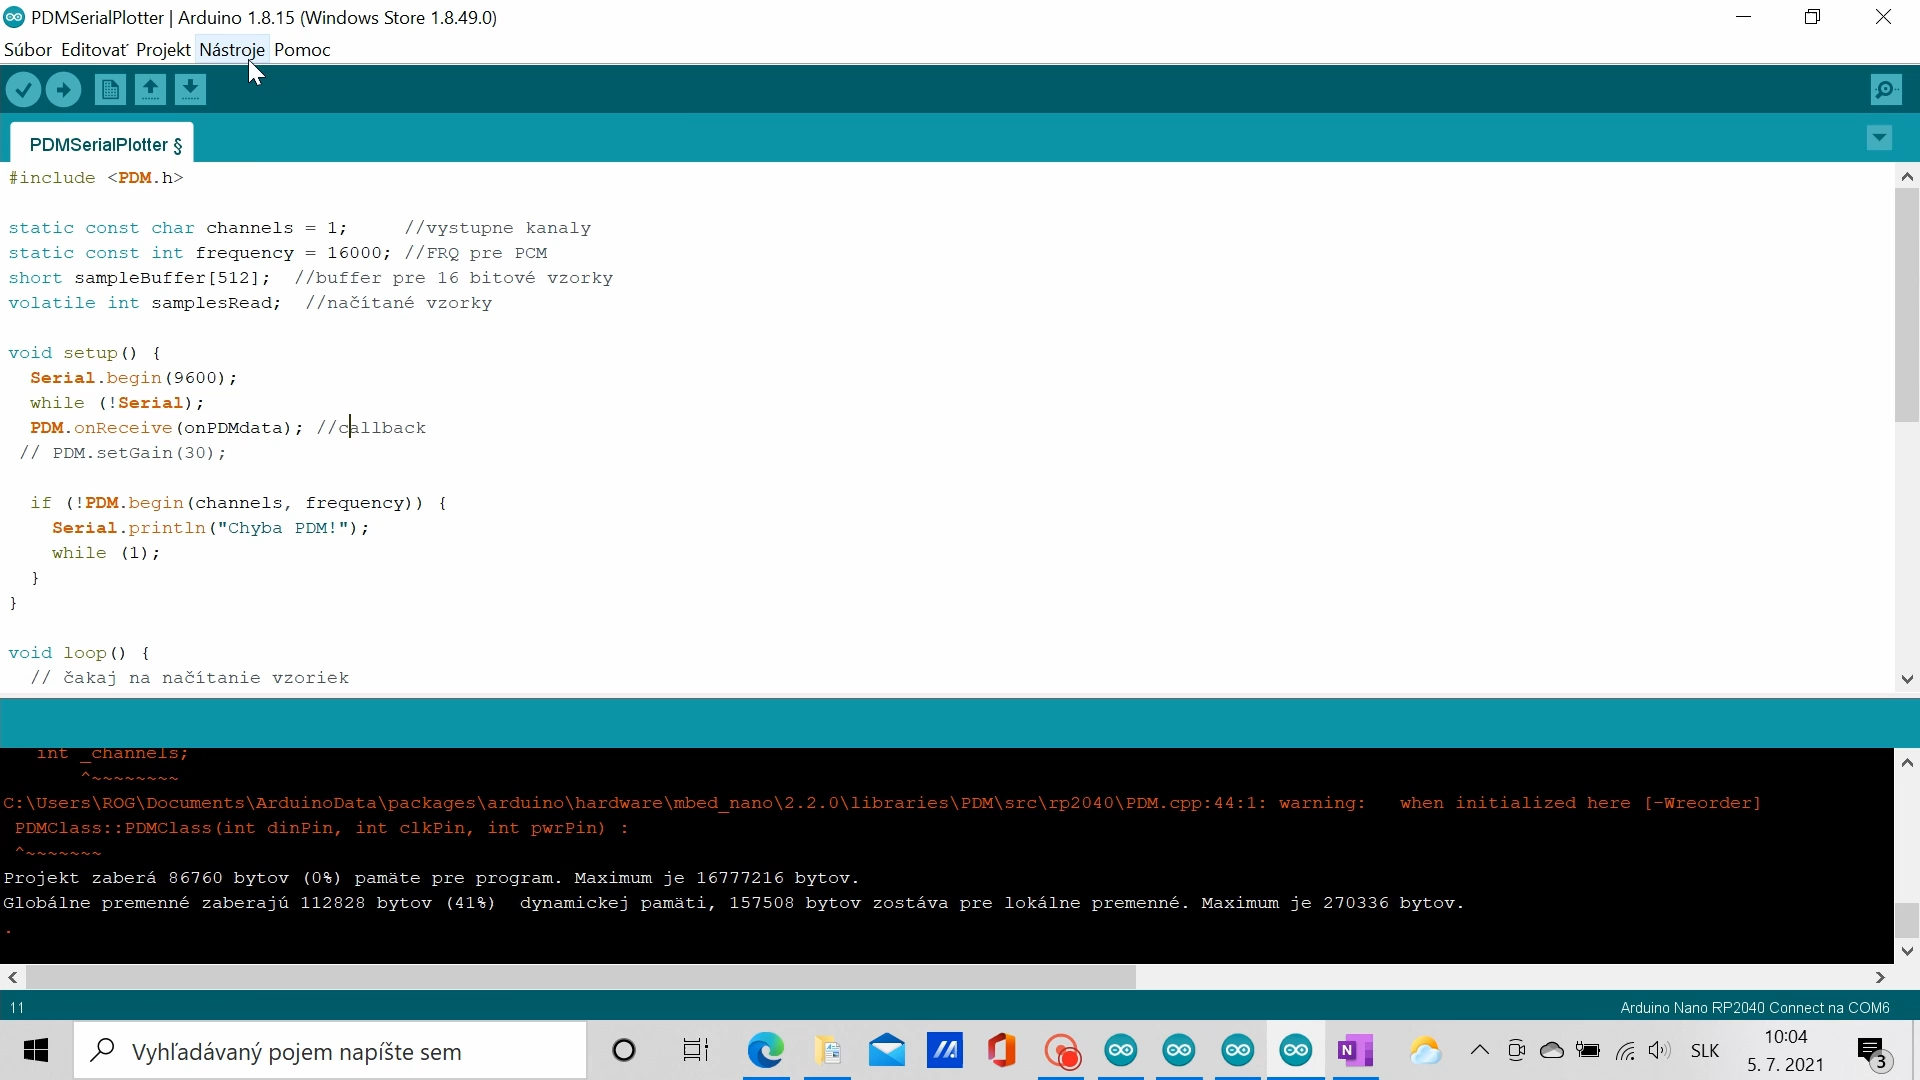 PDMSerialPlotter | Arduino 1.8.15 (Windows Store 1.8.49.0)
Súbor Editovať Projekt Nástroje Pomoc
PDMSerialPlotter §
#include <PDM.h>
static const char channels = 1;     //vystupne kanaly
static const int frequency = 16000; //FRQ pre PCM
short sampleBuffer[512];  //buffer pre 16 bitové vzorky
volatile int samplesRead;  //načítané vzorky
void setup() {
  Serial.begin(9600);
  while (!Serial);
  PDM.onReceive(onPDMdata); //callback
 // PDM.setGain(30);
  if (!PDM.begin(channels, frequency)) {
    Serial.println("Chyba PDM!");
    while (1);
  }
}
void loop() {
  // čakaj na načítanie vzoriek
   int _channels;
       ^~~~~~~~~
C:\Users\ROG\Documents\ArduinoData\packages\arduino\hardware\mbed_nano\2.2.0\libraries\PDM\src\rp2040\PDM.cpp:44:1: warning:   when initialized here [-Wreorder]
 PDMClass::PDMClass(int dinPin, int clkPin, int pwrPin) :
 ^~~~~~~~
Projekt zaberá 86760 bytov (0%) pamäte pre program. Maximum je 16777216 bytov.
Globálne premenné zaberajú 112828 bytov (41%)  dynamickej pamäti, 157508 bytov zostáva pre lokálne premenné. Maximum je 270336 bytov.
.
11
Arduino Nano RP2040 Connect na COM6
Vyhľadávaný pojem napíšte sem
N
SLK
10:04
5. 7. 2021
3